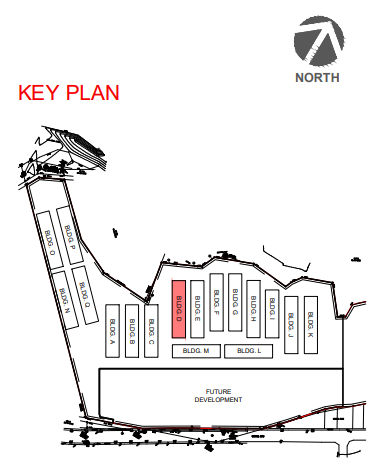 NORTH
KEY PLAN
BLDG. O
BLDG. P
BLDG. N
BLDG. Q
BLDG. A
BLDG. B
BLDG. C
BLDG. D
BLDG. E
BLDG. F
BLDG. G
BLDG. H
BLDG. I
BLDG. J
BLDG. K
BLDG. M
BLDG. L
FUTURE
DEVELOPMENT